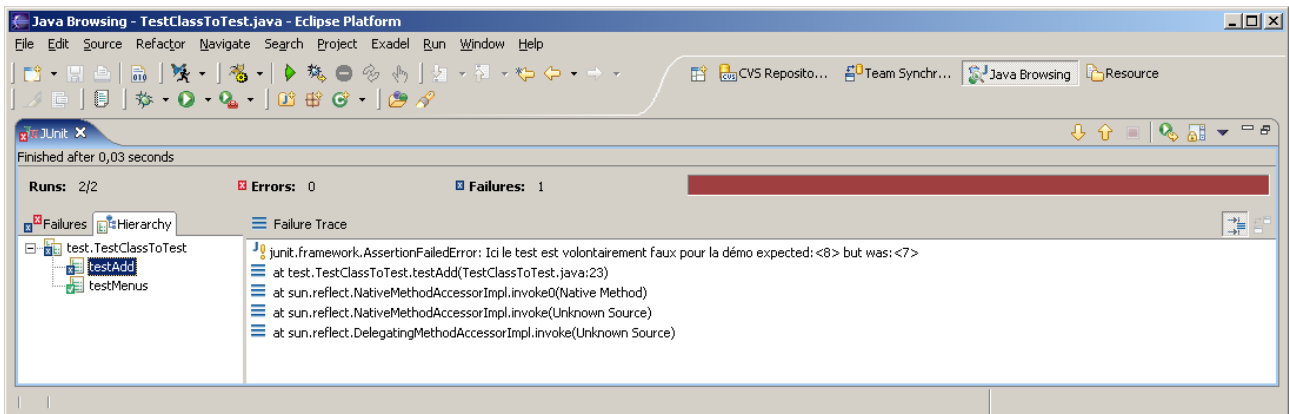 Java Browsing - TestClassToTest.java - Eclipse Platform
File Edit Source Refactor Navigate Search Project Exadel Run Window Help
CVS Reposito... Team Synchr... Java Browsing Resource
JUnit
Finished after 0,03 seconds
Runs: 2/2 Errors: 0 Failures: 1
Failures Hierarchy Failure Trace
test.TestClassToTest
testAdd
testMenus
junit.framework.AssertionFailedError: Ici le test est volontairement faux pour la démo expected:<8> but was:<7>
at test.TestClassToTest.testAdd(TestClassToTest.java:23)
at sun.reflect.NativeMethodAccessorImpl.invoke0(Native Method)
at sun.reflect.NativeMethodAccessorImpl.invoke(Unknown Source)
at sun.reflect.DelegatingMethodAccessorImpl.invoke(Unknown Source)